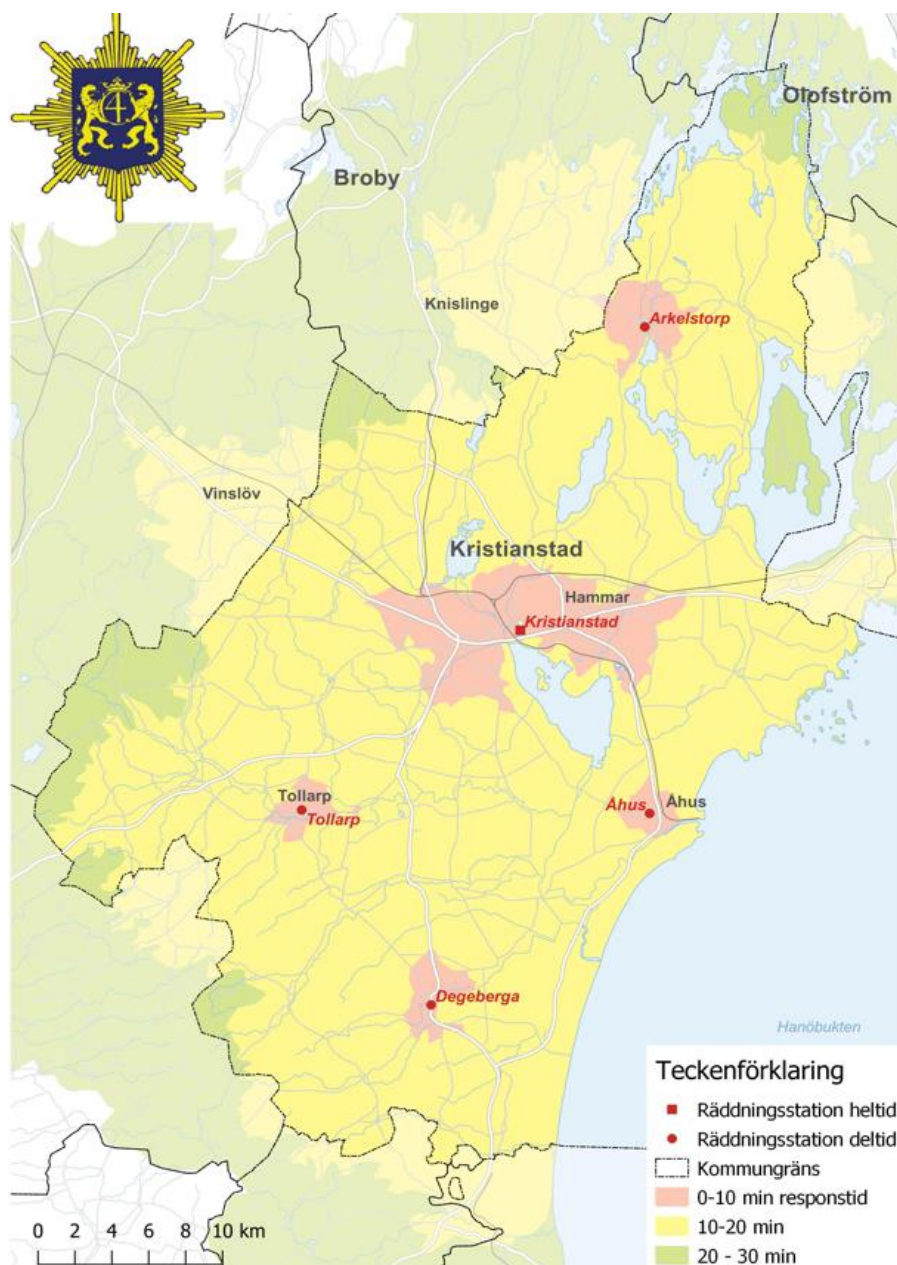 Olofström
Broby
Knislinge
Arkelstorp
Vinslöv
Kristianstad
Hammar
Kristianstad
Tollarp
Tollarp
Åhus
Åhus
Degeberga
Hanöbukten
Teckenförklaring
Räddningsstation heltid
Räddningsstation deltid
Kommungräns
0-10 min responstid
10-20 min
20 - 30 min
0 2 4 6 8 10 km